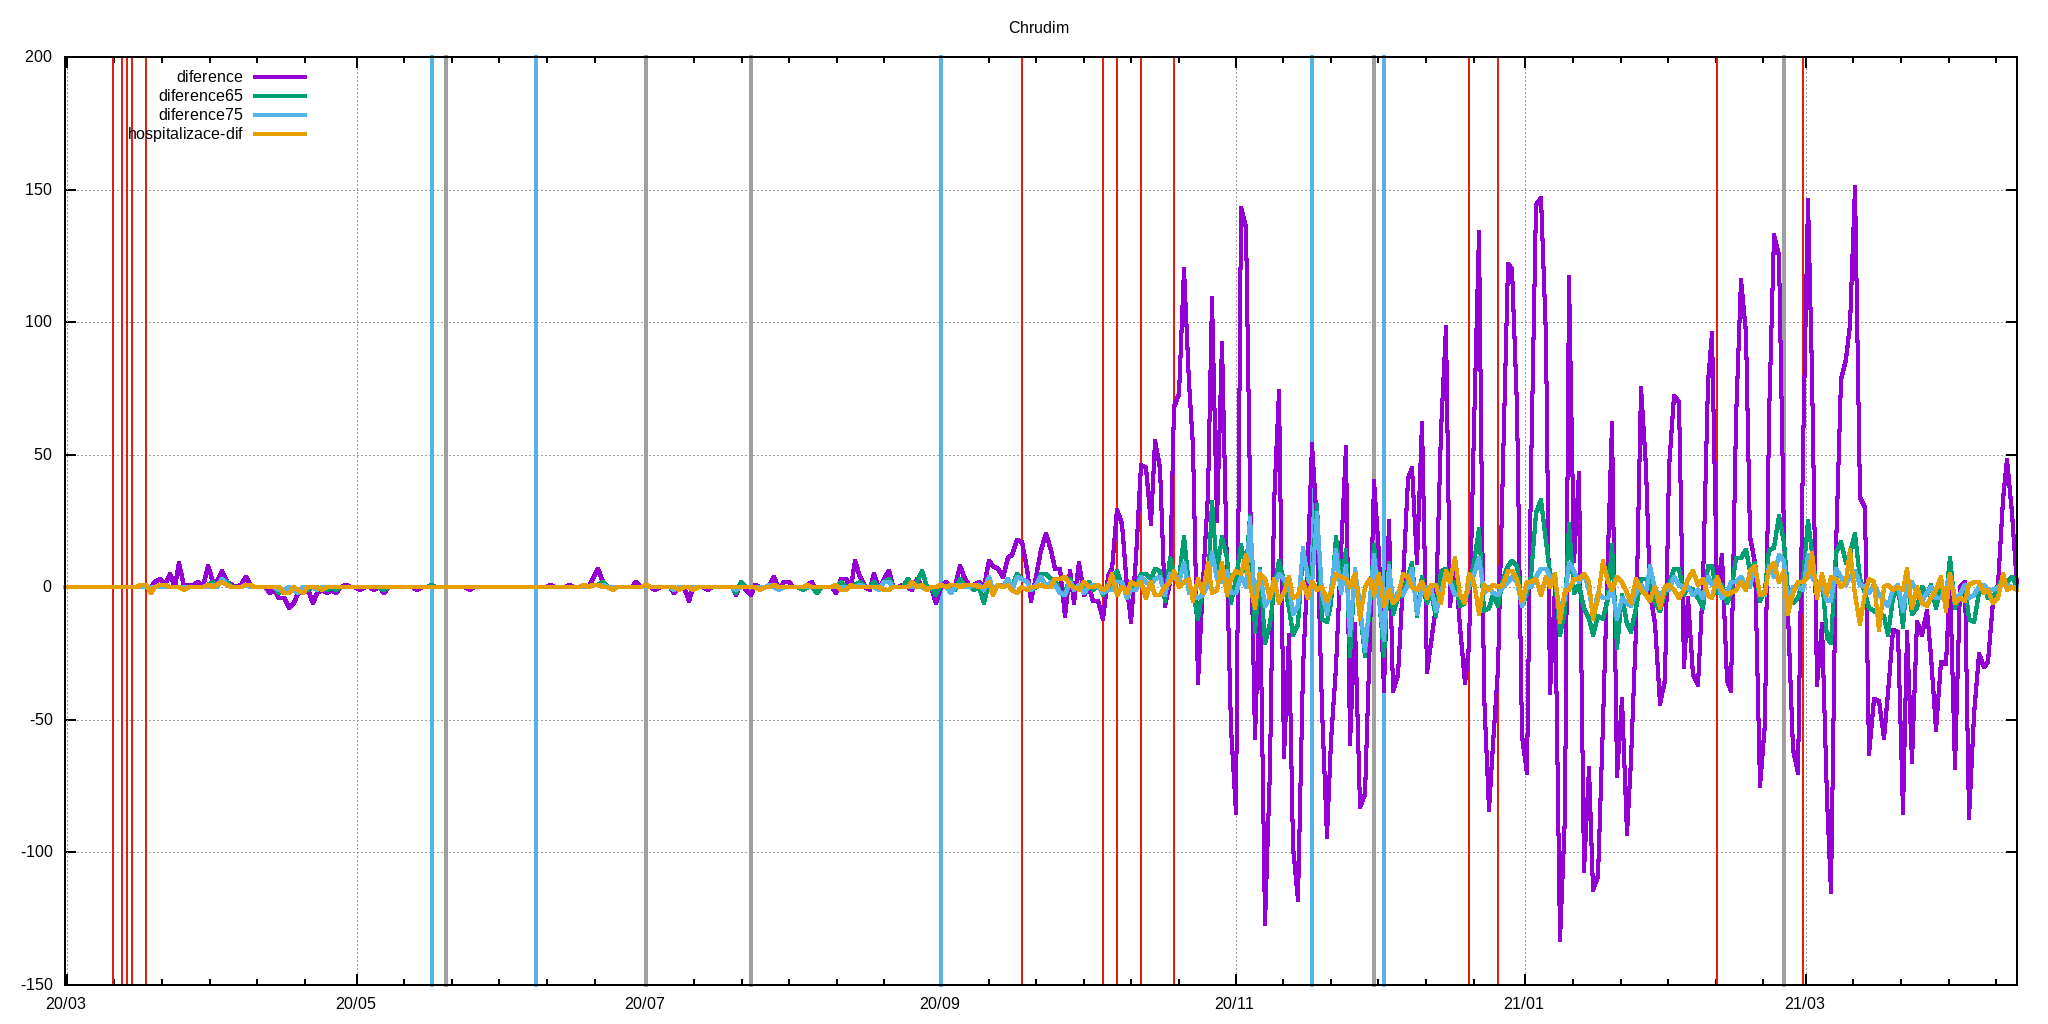 Chrudim
200
150
100
50
0
-50
-100
-150
diference
diference65
diference75
hospitalizace-dif
20/03 20/05 20/07 20/09 20/11 21/01 21/03